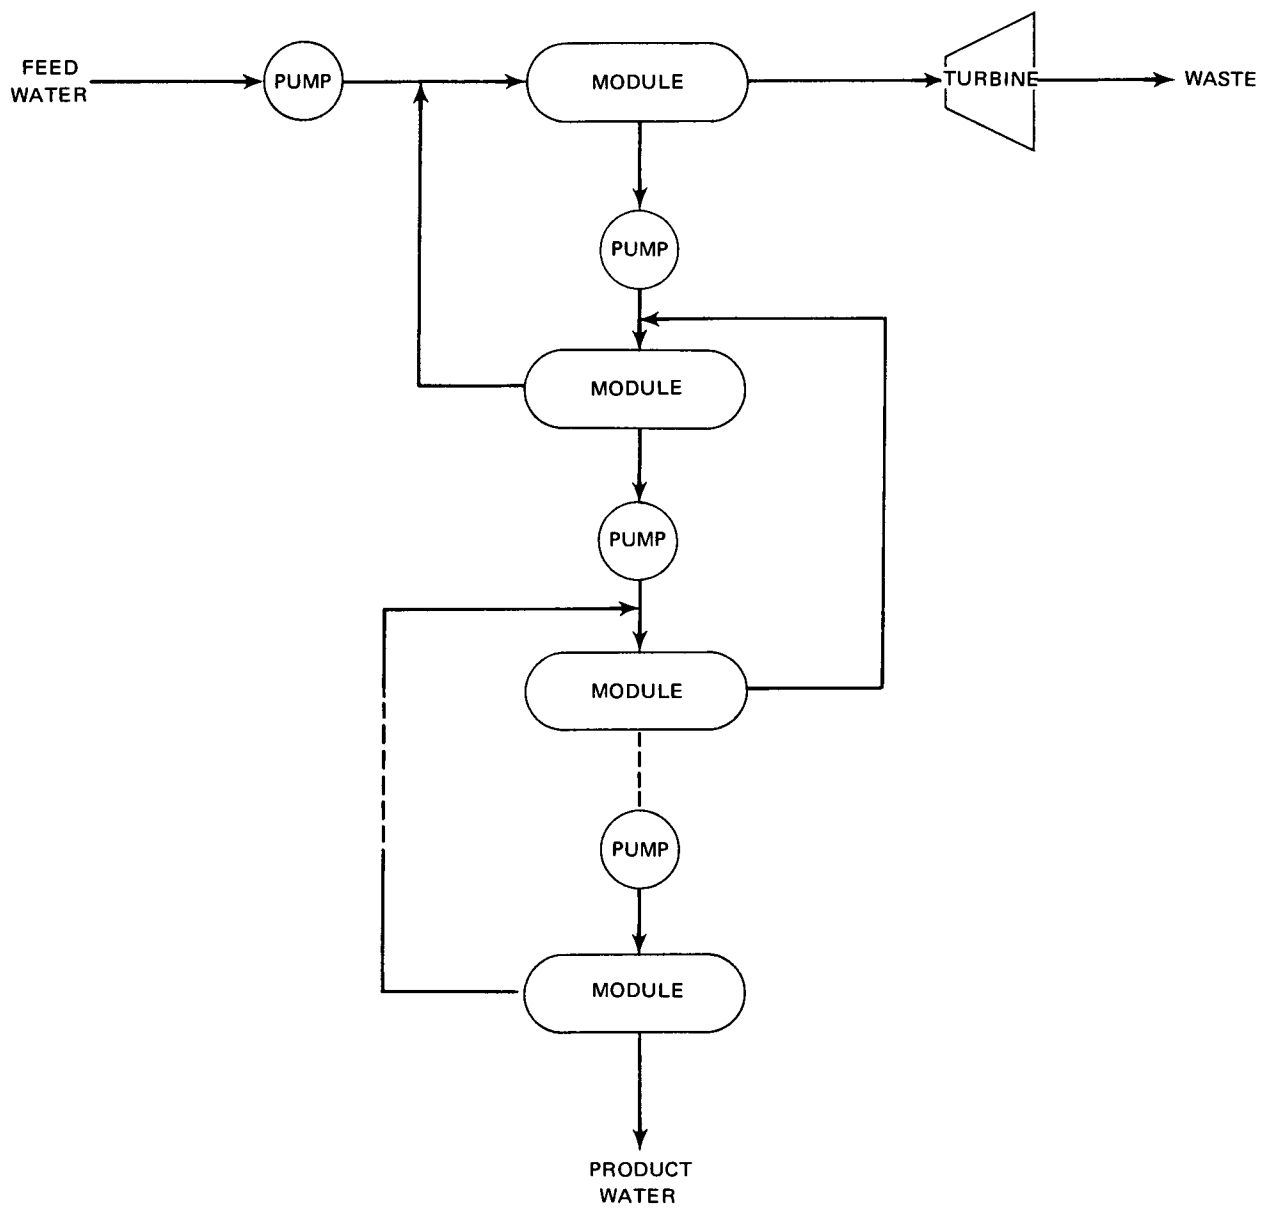 FEED
WATER
PUMP
MODULE
TURBINE
WASTE
PUMP
MODULE
PUMP
MODULE
PUMP
MODULE
PRODUCT
WATER